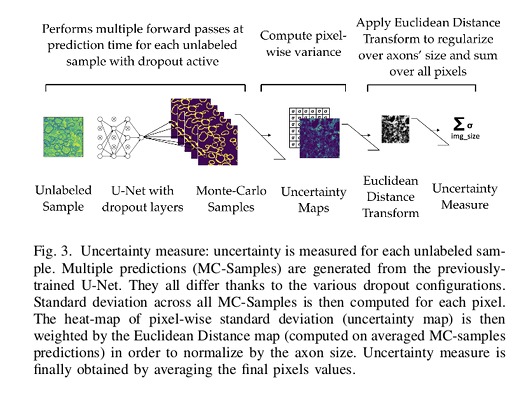 Performs multiple forward passes at
prediction time for each unlabeled
sample with dropout active
Compute pixel-
wise variance
Apply Euclidean Distance
Transform to regularize
over axons' size and sum
over all pixels
Σ σ
img_size
Unlabeled
Sample
U-Net with
dropout layers
Monte-Carlo
Samples
Uncertainty
Maps
Euclidean
Distance
Transform
Uncertainty
Measure
Fig. 3. Uncertainty measure: uncertainty is measured for each unlabeled sam-
ple. Multiple predictions (MC-Samples) are generated from the previously-
trained U-Net. They all differ thanks to the various dropout configurations.
Standard deviation across all MC-Samples is then computed for each pixel.
The heat-map of pixel-wise standard deviation (uncertainty map) is then
weighted by the Euclidean Distance map (computed on averaged MC-samples
predictions) in order to normalize by the axon size. Uncertainty measure is
finally obtained by averaging the final pixels values.